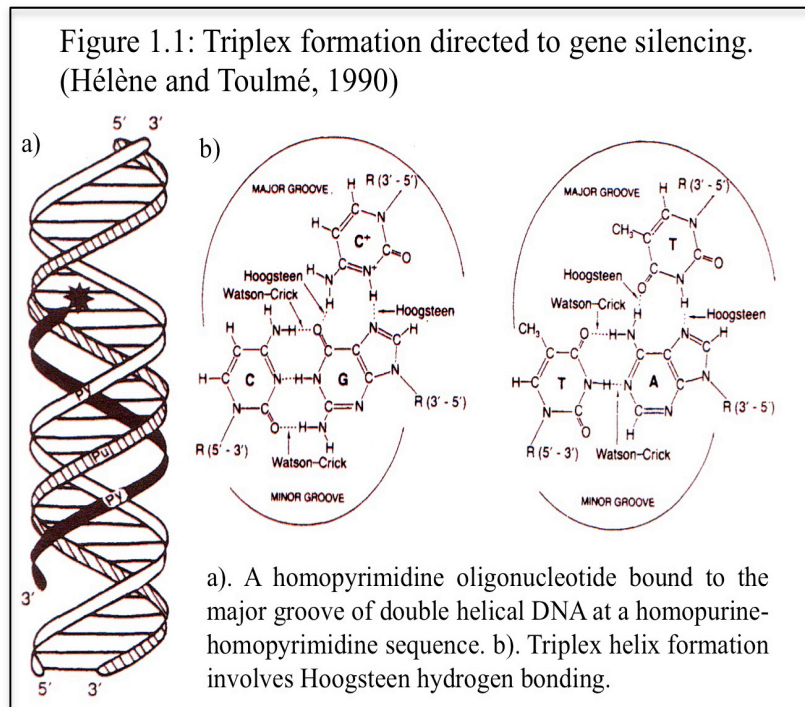 Figure 1.1: Triplex formation directed to gene silencing.
(Hélène and Toulmé, 1990)
a)
5′ 3′
Py
Pu
Py
3′
5′ 3′
b)
MAJOR GROOVE
H
R (3′ - 5′)
H
N
C⁺
O
H
N
N⁺
H
H
Hoogsteen
Watson–Crick
Hoogsteen
H
N
H
O
N
H
H
H
C
N
H
N
G
N
N
N
R (3′ - 5′)
O
H
N
H
R (5′ - 3′)
Watson–Crick
MINOR GROOVE
MAJOR GROOVE
H
R (3′ - 5′)
CH₃
N
T
O
O
N
H
Hoogsteen
Watson–Crick
Hoogsteen
CH₃
O
H
N
H
N
H
H
T
N
H
N
A
N
N
N
O
H
R (3′ - 5′)
R (5′ - 3′)
Watson–Crick
MINOR GROOVE
a). A homopyrimidine oligonucleotide bound to the
major groove of double helical DNA at a homopurine-
homopyrimidine sequence. b). Triplex helix formation
involves Hoogsteen hydrogen bonding.